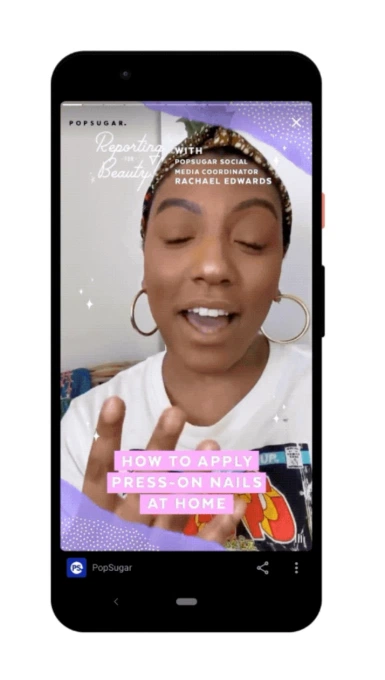 POPSUGAR.
Reporting
FOR
Beauty
WITH
POPSUGAR SOCIAL
MEDIA COORDINATOR
RACHAEL EDWARDS
UP.
HOW TO APPLY
PRESS-ON NAILS
AT HOME
PS
PopSugar